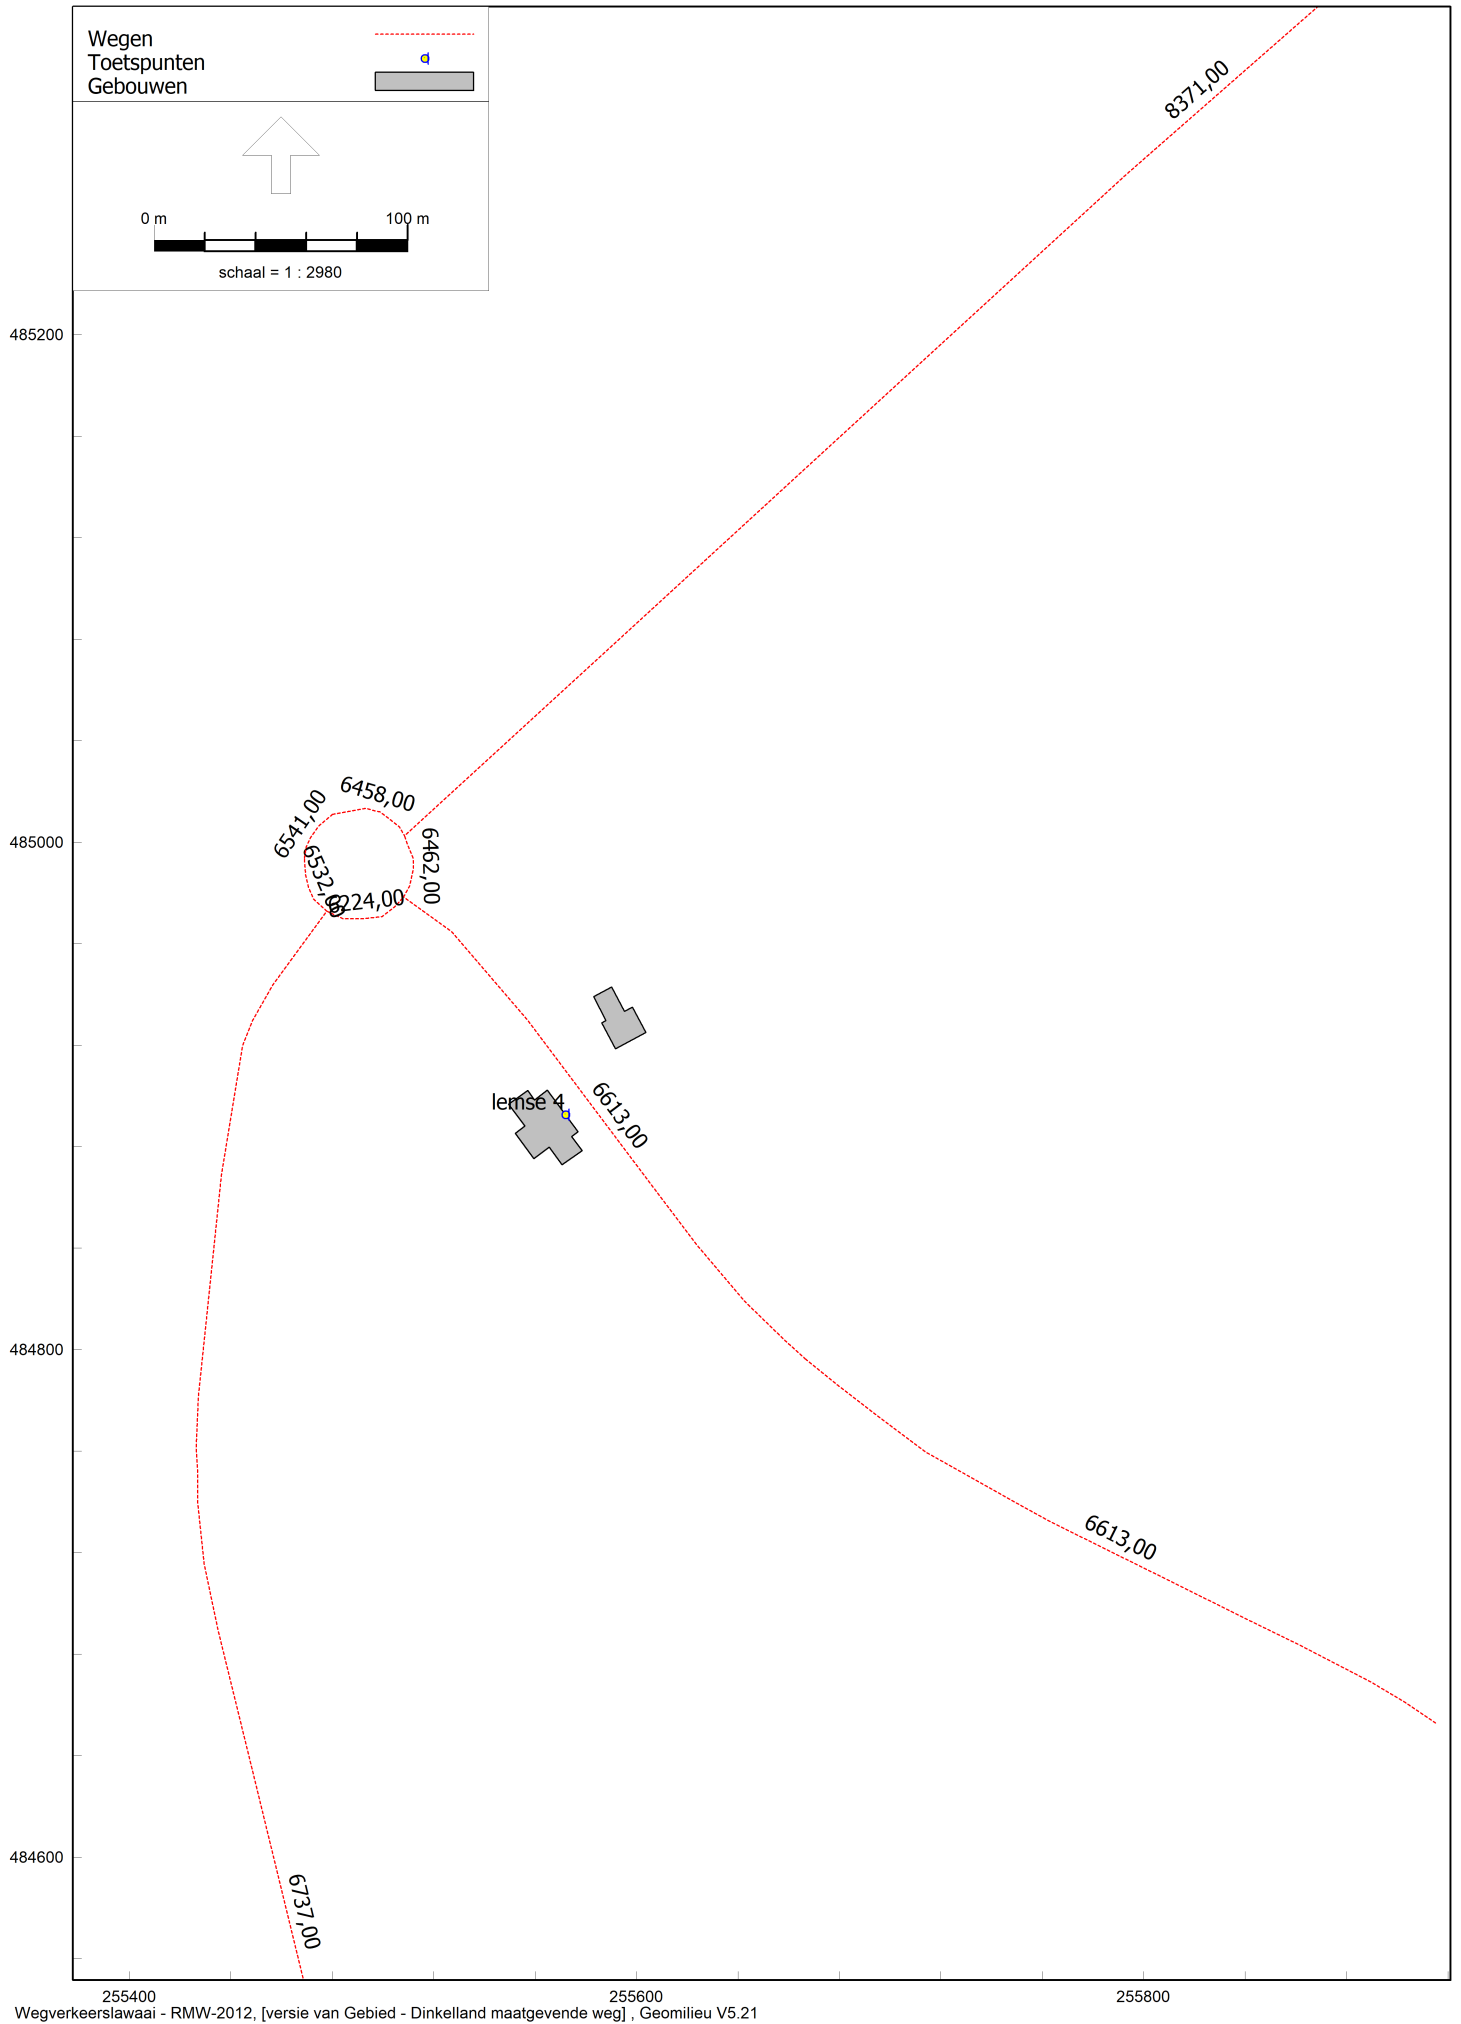 Wegen
Toetspunten
Gebouwen
0 m 100 m
schaal = 1 : 2980
8371,00
485200
6458,00
6541,00
485000
6462,00
6532,00
6224,00
lemse 4
6613,00
484800
6613,00
484600
6737,00
255400 255600 255800
Wegverkeerslawaai - RMW-2012, [versie van Gebied - Dinkelland maatgevende weg] , Geomilieu V5.21